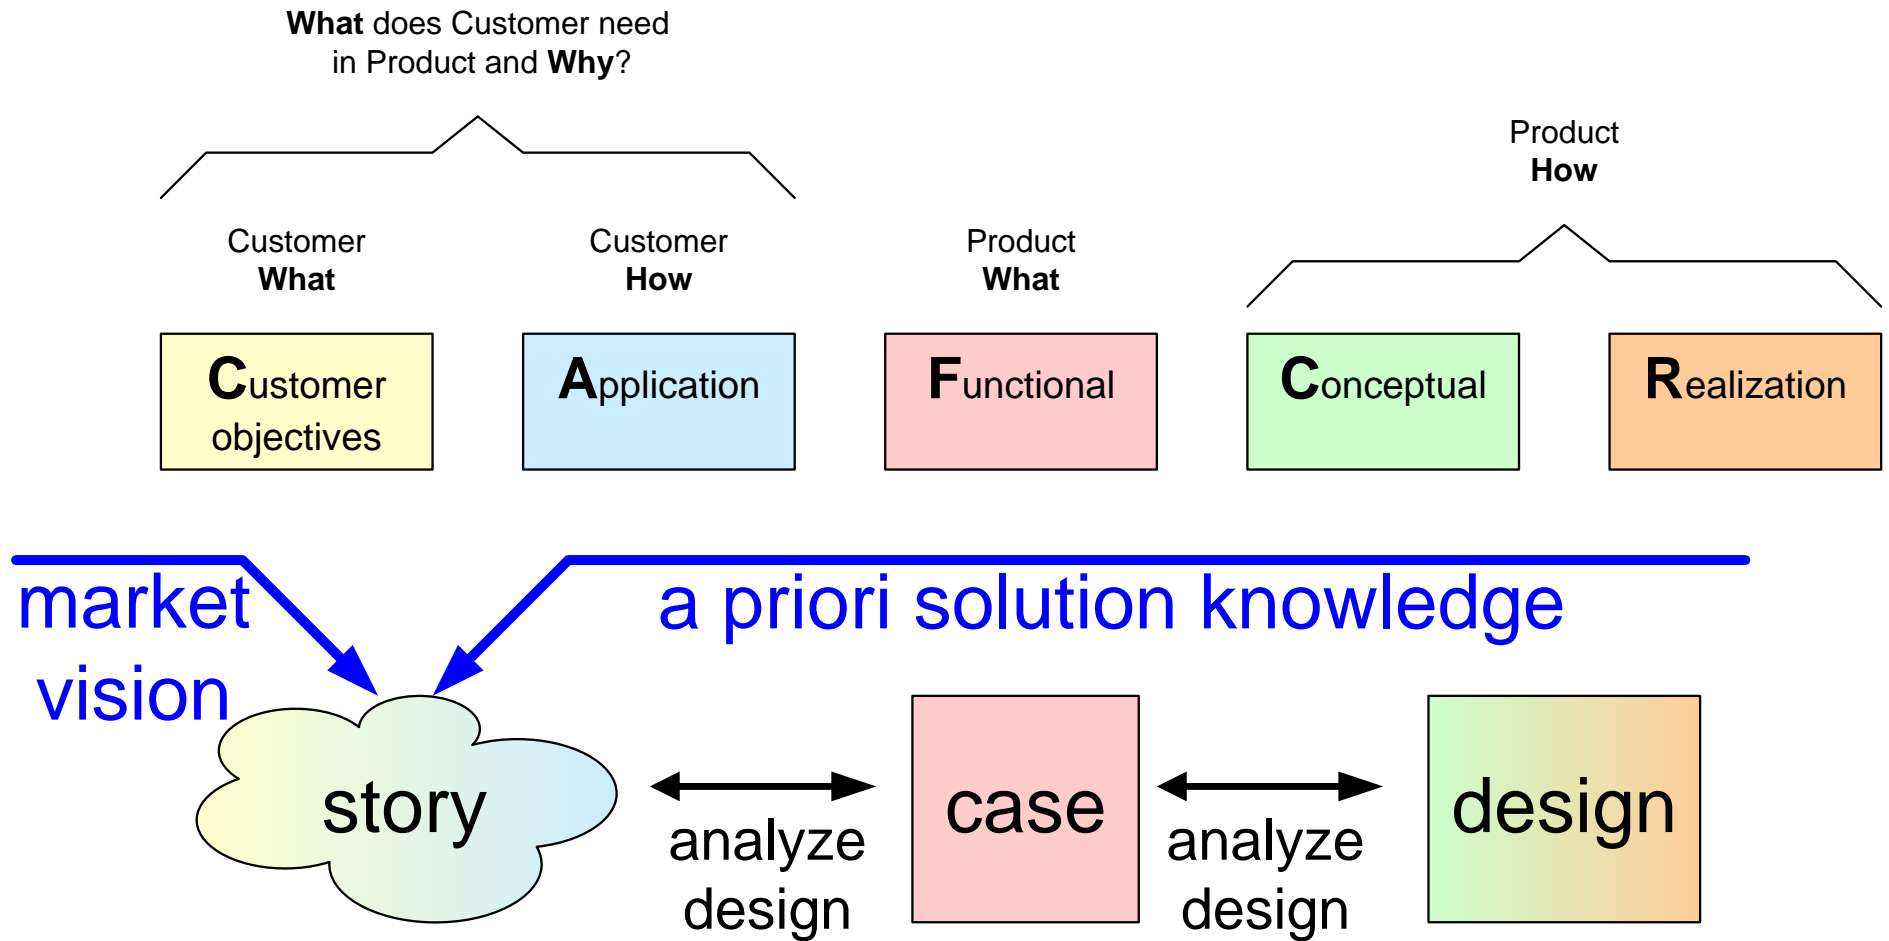 What does Customer need
in Product and Why?
Product
How
Customer
What
Customer
How
Product
What
Customer
objectives
Application
Functional
Conceptual
Realization
market
vision
a priori solution knowledge
story
analyze
design
case
analyze
design
design